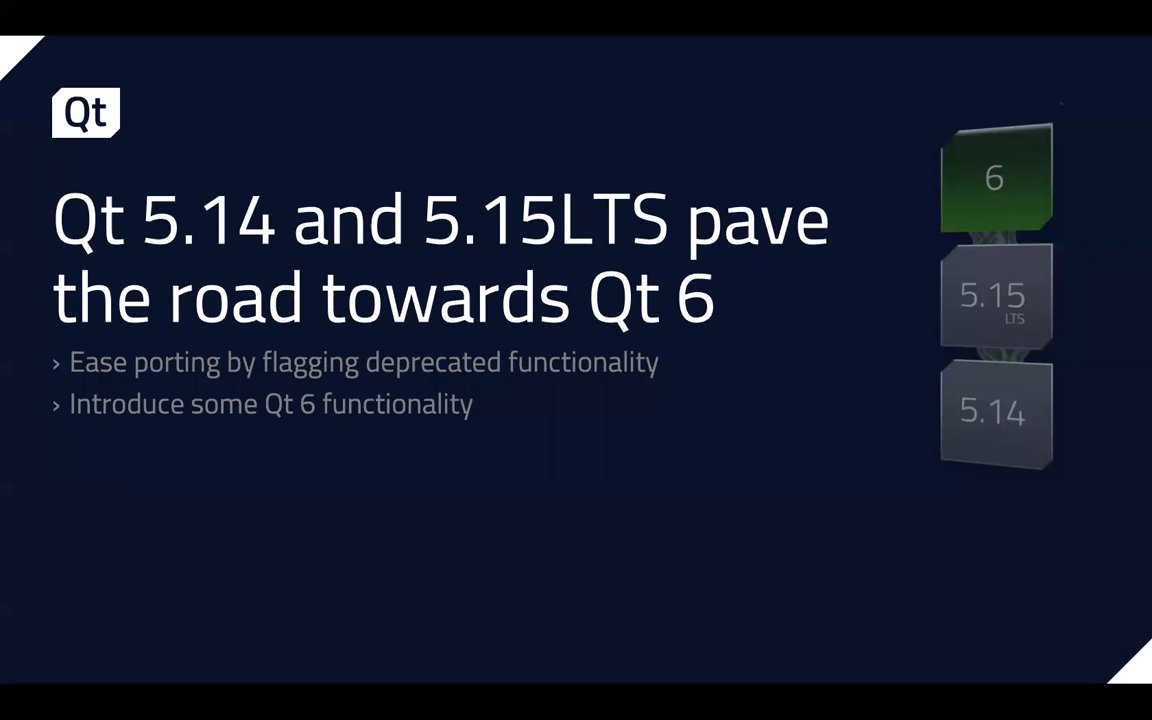 Qt
Qt 5.14 and 5.15LTS pave
the road towards Qt 6
› Ease porting by flagging deprecated functionality
› Introduce some Qt 6 functionality
6
5.15
LTS
5.14